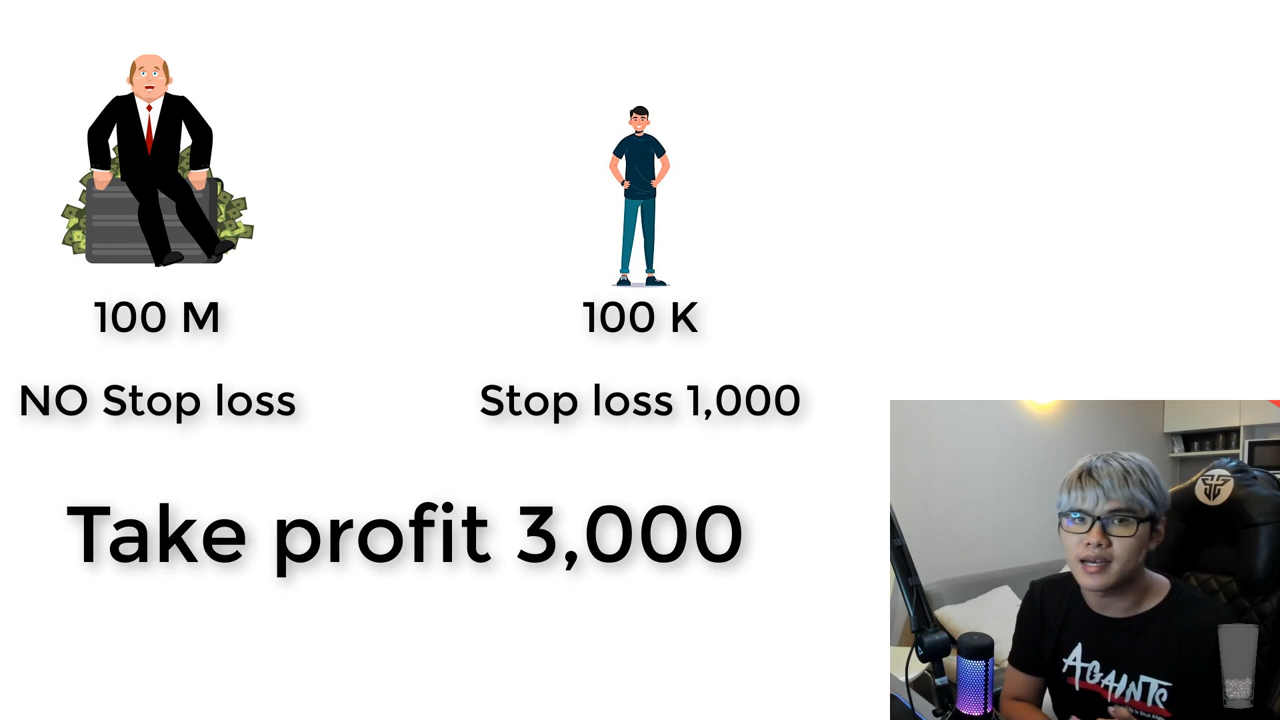 100 M
100 K
NO Stop loss
Stop loss 1,000
Take profit 3,000
AGAINTS